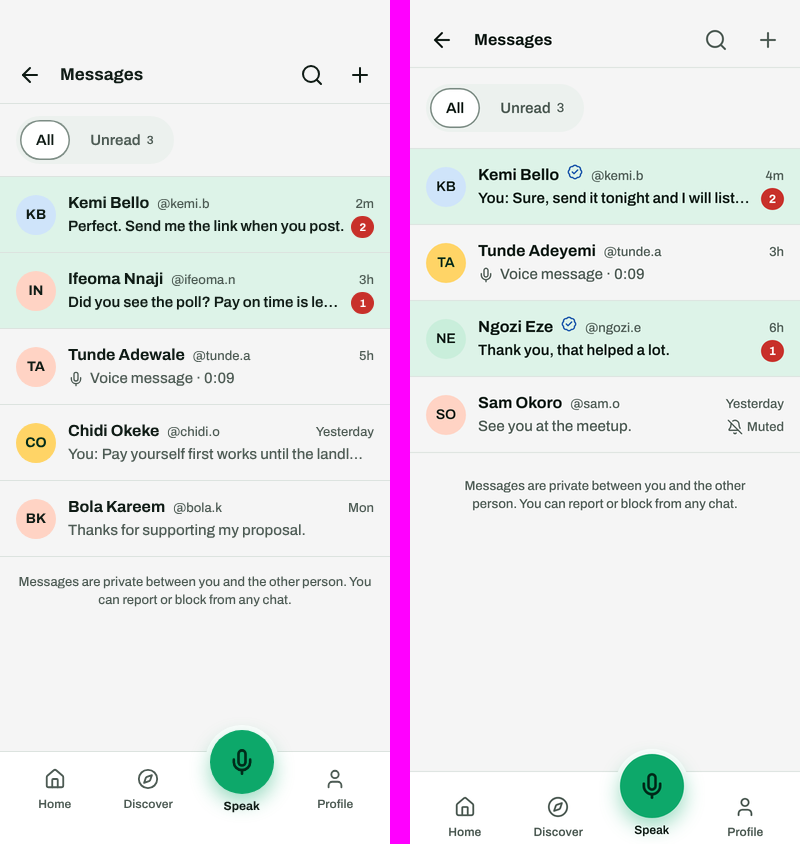 Messages
All
Unread 3
KB
Kemi Bello @kemi.b 2m
Perfect. Send me the link when you post. 2
IN
Ifeoma Nnaji @ifeoma.n 3h
Did you see the poll? Pay on time is le... 1
TA
Tunde Adewale @tunde.a 5h
Voice message · 0:09
CO
Chidi Okeke @chidi.o Yesterday
You: Pay yourself first works until the landl...
BK
Bola Kareem @bola.k Mon
Thanks for supporting my proposal.
Messages are private between you and the other person. You
can report or block from any chat.
Home
Discover
Speak
Profile
Messages
All
Unread 3
KB
Kemi Bello @kemi.b 4m
You: Sure, send it tonight and I will list... 2
TA
Tunde Adeyemi @tunde.a 3h
Voice message · 0:09
NE
Ngozi Eze @ngozi.e 6h
Thank you, that helped a lot. 1
SO
Sam Okoro @sam.o Yesterday
See you at the meetup. Muted
Messages are private between you and the other
person. You can report or block from any chat.
Home
Discover
Speak
Profile